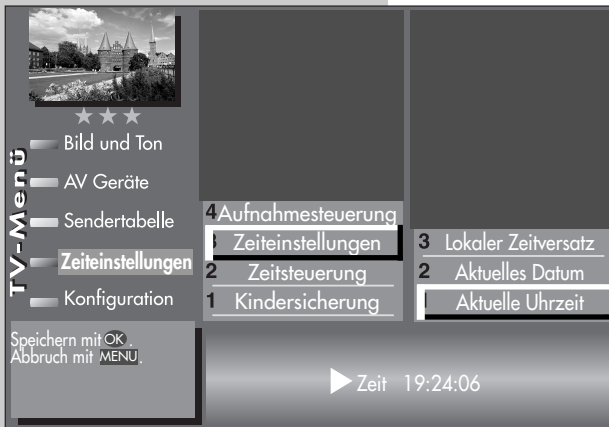 TV-Menü
Bild und Ton
AV Geräte
Sendertabelle
Zeiteinstellungen
Konfiguration
4 Aufnahmesteuerung
3 Zeiteinstellungen
2 Zeitsteuerung
1 Kindersicherung
3 Lokaler Zeitversatz
2 Aktuelles Datum
1 Aktuelle Uhrzeit
Speichern mit OK .
Abbruch mit MENU.
Zeit 19:24:06